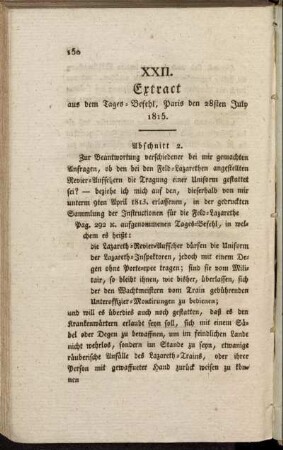 150
XXII.
Extract
aus dem Tages-Befehl, Paris den 28sten July
1815.
Abschnitt 2.
Zur Beantwortung verschiedener bei mir gemachten
Anfragen, ob den bei den Feld-Lazarethen angestellten
Revier-Aufsehern die Tragung einer Uniform gestattet
sei? — beziehe ich mich auf den, dieserhalb von mir
unterm 9ten April 1813. erlassenen, in der gedruckten
Sammlung der Instructionen für die Feld-Lazarethe
Pag. 292 ꝛc. aufgenommenen Tages-Befehl, in wel-
chem es heißt:
die Lazareth-Revier-Aufseher dürfen die Uniform
der Lazareth-Inspektoren, jedoch mit einem De-
gen ohne Porteepee tragen; sind sie vom Mili-
tair, so bleibt ihnen, wie bisher, überlassen, sich
der den Wachtmeistern vom Train gebührenden
Unteroffizier-Montirungen zu bedienen;
und will es überdies auch noch gestatten, daß es den
Krankenwärtern erlaubt seyn soll, sich mit einem Sä-
bel oder Degen zu bewaffnen, um im feindlichen Lande
nicht wehrlos, sondern im Stande zu seyn, etwanige
räuberische Anfälle des Lazareth-Trains, oder ihrer
Person mit gewaffneter Hand zurück weisen zu kön-
nen